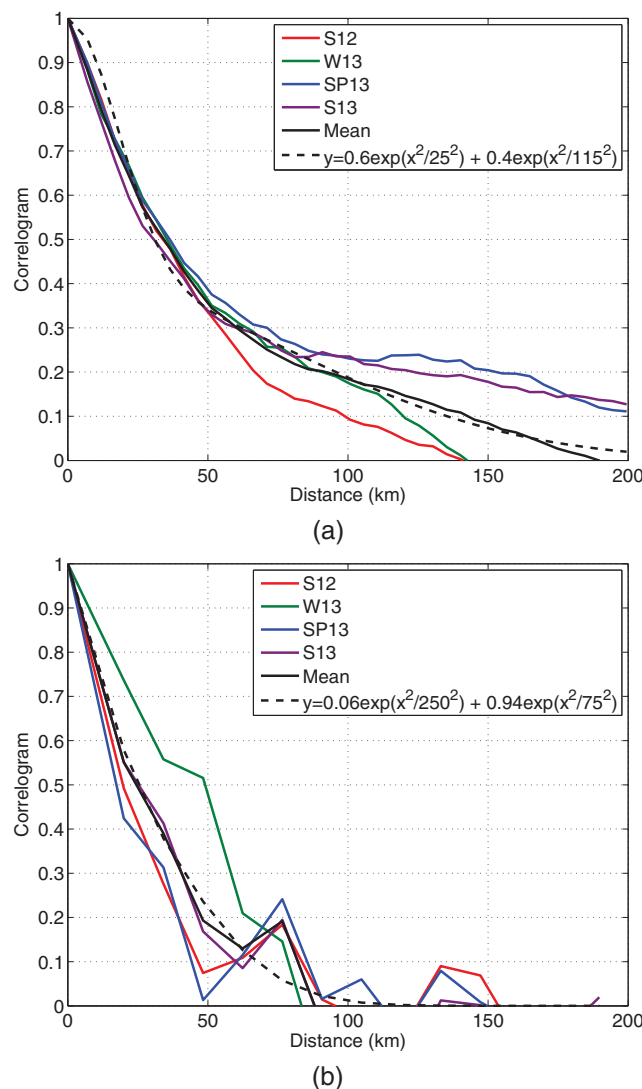 1
0.9
0.8
0.7
0.6
0.5
0.4
0.3
0.2
0.1
0
Correlogram
S12
W13
SP13
S13
Mean
y=0.6exp(x²/25²) + 0.4exp(x²/115²)
0 50 100 150 200
Distance (km)
(a)
1
0.9
0.8
0.7
0.6
0.5
0.4
0.3
0.2
0.1
0
Correlogram
S12
W13
SP13
S13
Mean
y=0.06exp(x²/250²) + 0.94exp(x²/75²)
0 50 100 150 200
Distance (km)
(b)